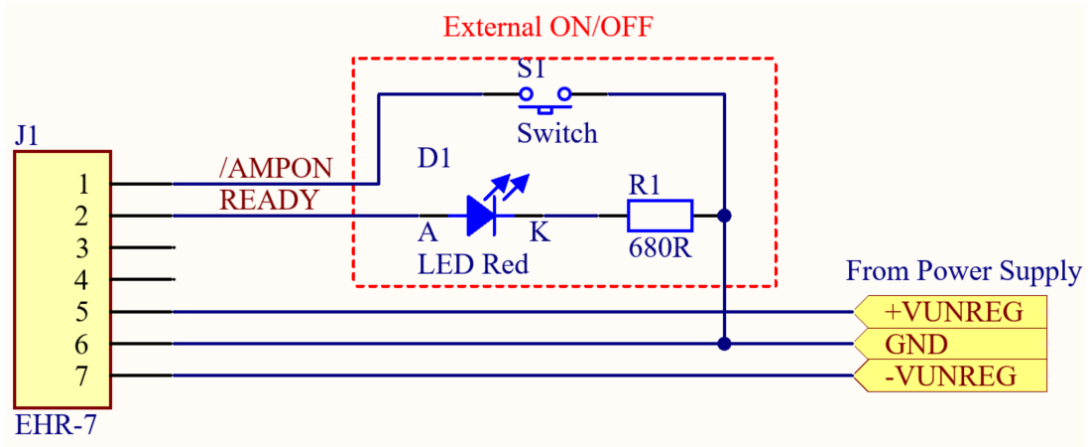 External ON/OFF
S1
Switch
J1
/AMPON
D1
1
READY
R1
2
A
K
680R
3
LED Red
4
From Power Supply
5
+VUNREG
6
GND
7
-VUNREG
EHR-7